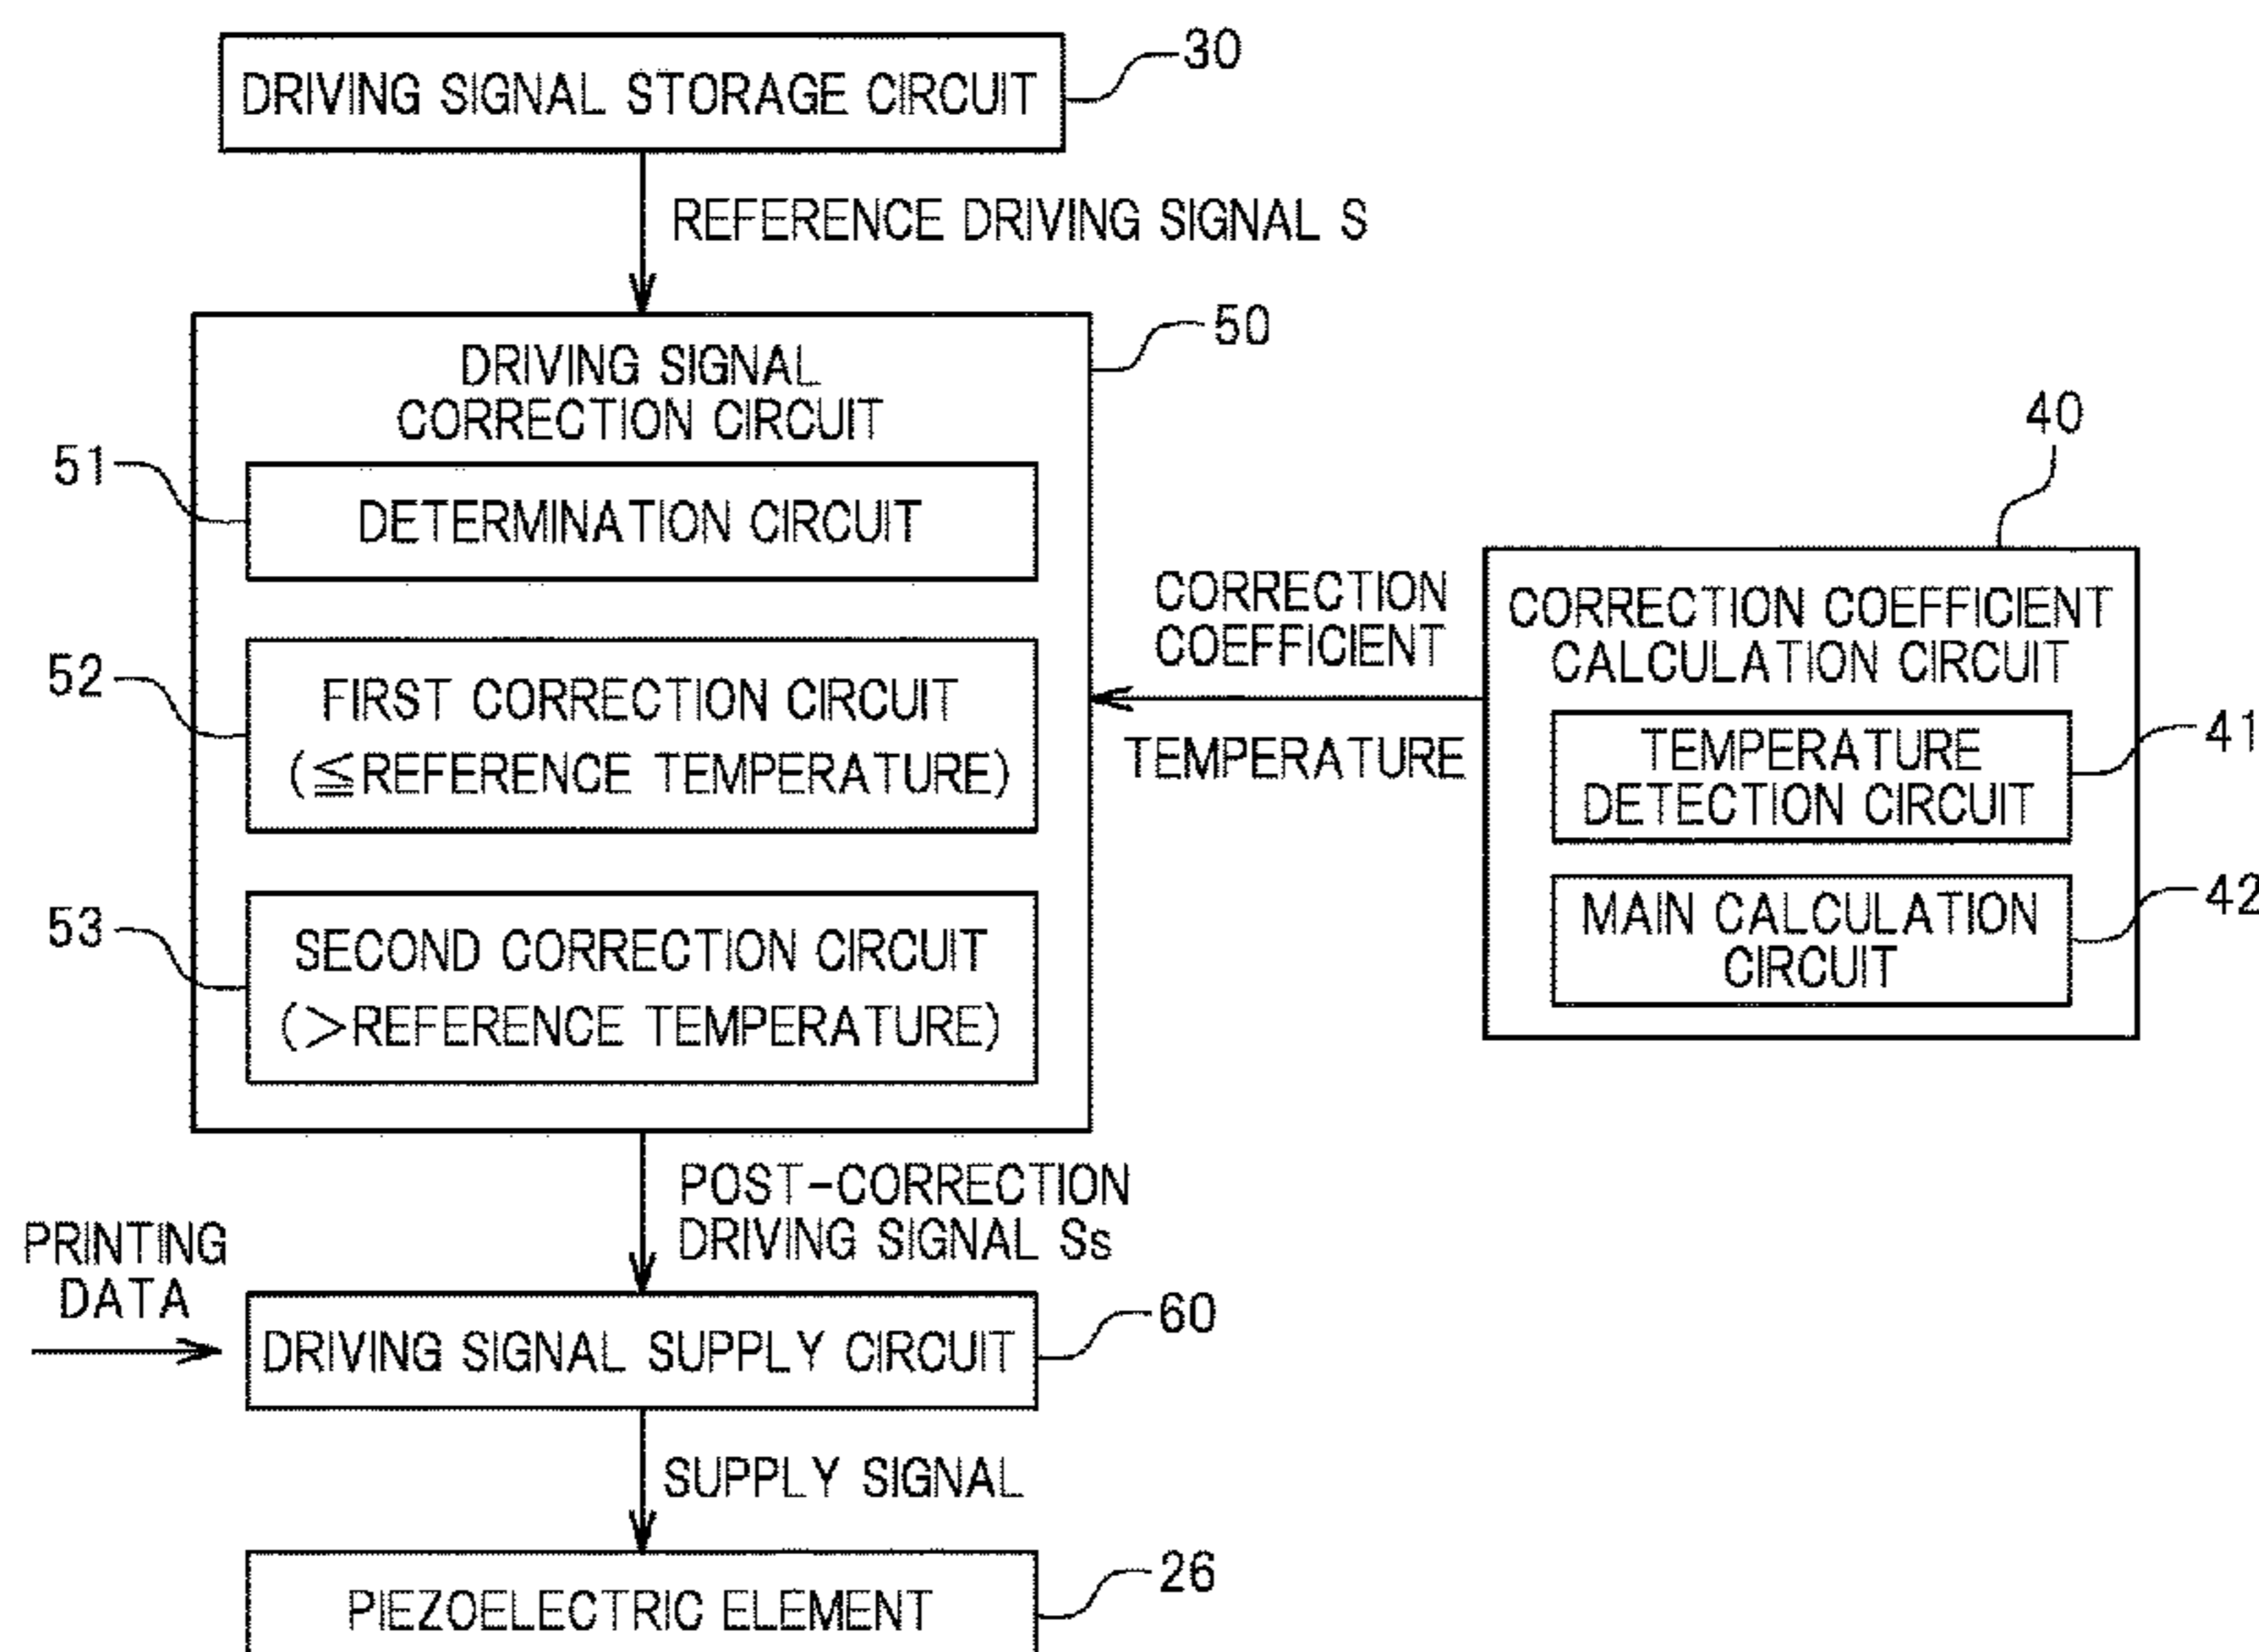 DRIVING SIGNAL STORAGE CIRCUIT
30
REFERENCE DRIVING SIGNAL S
50
DRIVING SIGNAL
CORRECTION CIRCUIT
51
DETERMINATION CIRCUIT
52
FIRST CORRECTION CIRCUIT
(≦REFERENCE TEMPERATURE)
53
SECOND CORRECTION CIRCUIT
(>REFERENCE TEMPERATURE)
CORRECTION
COEFFICIENT
TEMPERATURE
40
CORRECTION COEFFICIENT
CALCULATION CIRCUIT
TEMPERATURE
DETECTION CIRCUIT
41
MAIN CALCULATION
CIRCUIT
42
POST-CORRECTION
DRIVING SIGNAL Ss
PRINTING
DATA
DRIVING SIGNAL SUPPLY CIRCUIT
60
SUPPLY SIGNAL
PIEZOELECTRIC ELEMENT
26